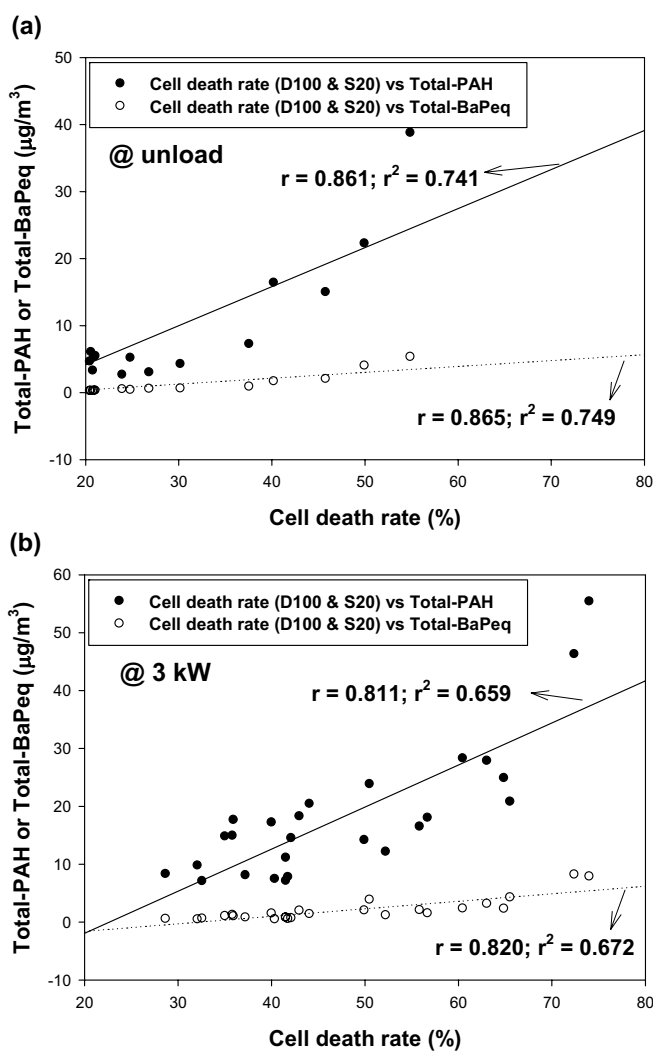 (a)
50
40
30
20
10
0
-10
Total-PAH or Total-BaPeq (μg/m³)
Cell death rate (D100 & S20) vs Total-PAH
Cell death rate (D100 & S20) vs Total-BaPeq
@ unload
r = 0.861; r² = 0.741
r = 0.865; r² = 0.749
20 30 40 50 60 70 80
Cell death rate (%)
(b)
60
50
40
30
20
10
0
-10
Total-PAH or Total-BaPeq (μg/m³)
Cell death rate (D100 & S20) vs Total-PAH
Cell death rate (D100 & S20) vs Total-BaPeq
@ 3 kW
r = 0.811; r² = 0.659
r = 0.820; r² = 0.672
20 30 40 50 60 70 80
Cell death rate (%)